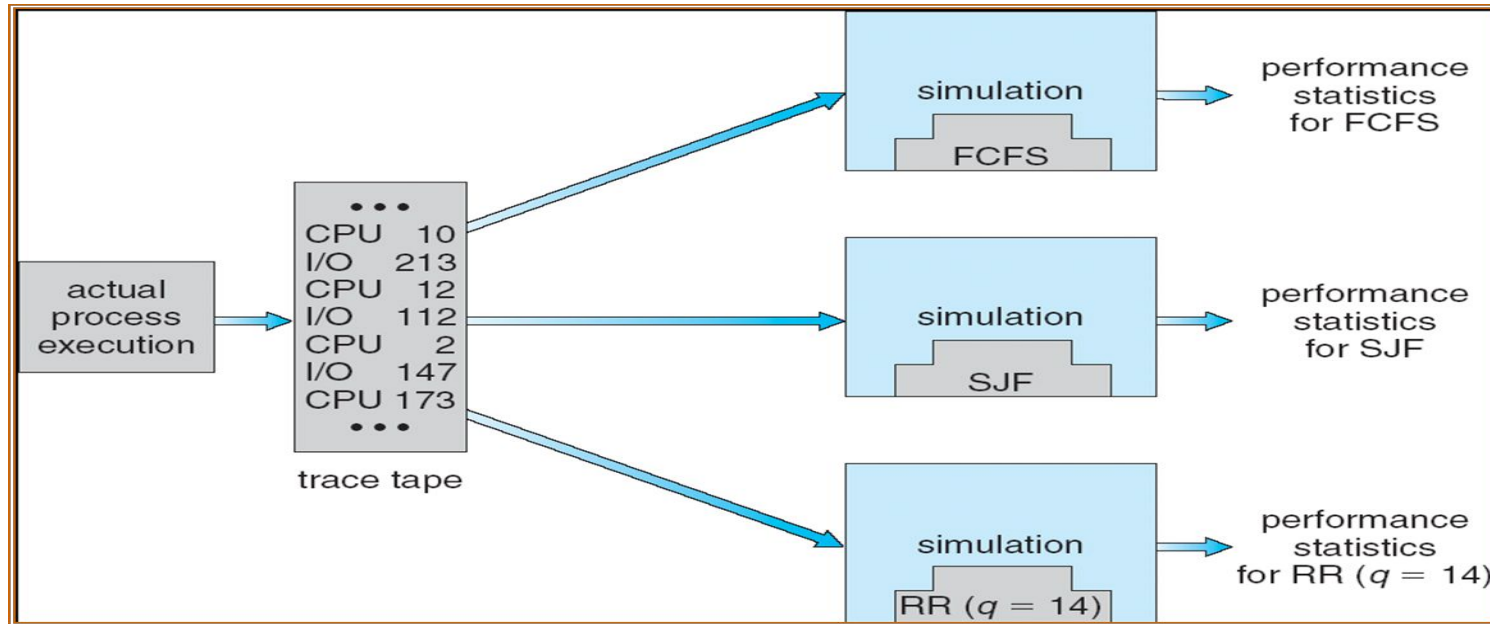 actual
process
execution
• • •
CPU 10
I/O 213
CPU 12
I/O 112
CPU 2
I/O 147
CPU 173
• • •
trace tape
simulation
FCFS
performance
statistics
for FCFS
simulation
SJF
performance
statistics
for SJF
simulation
RR (q = 14)
performance
statistics
for RR (q = 14)